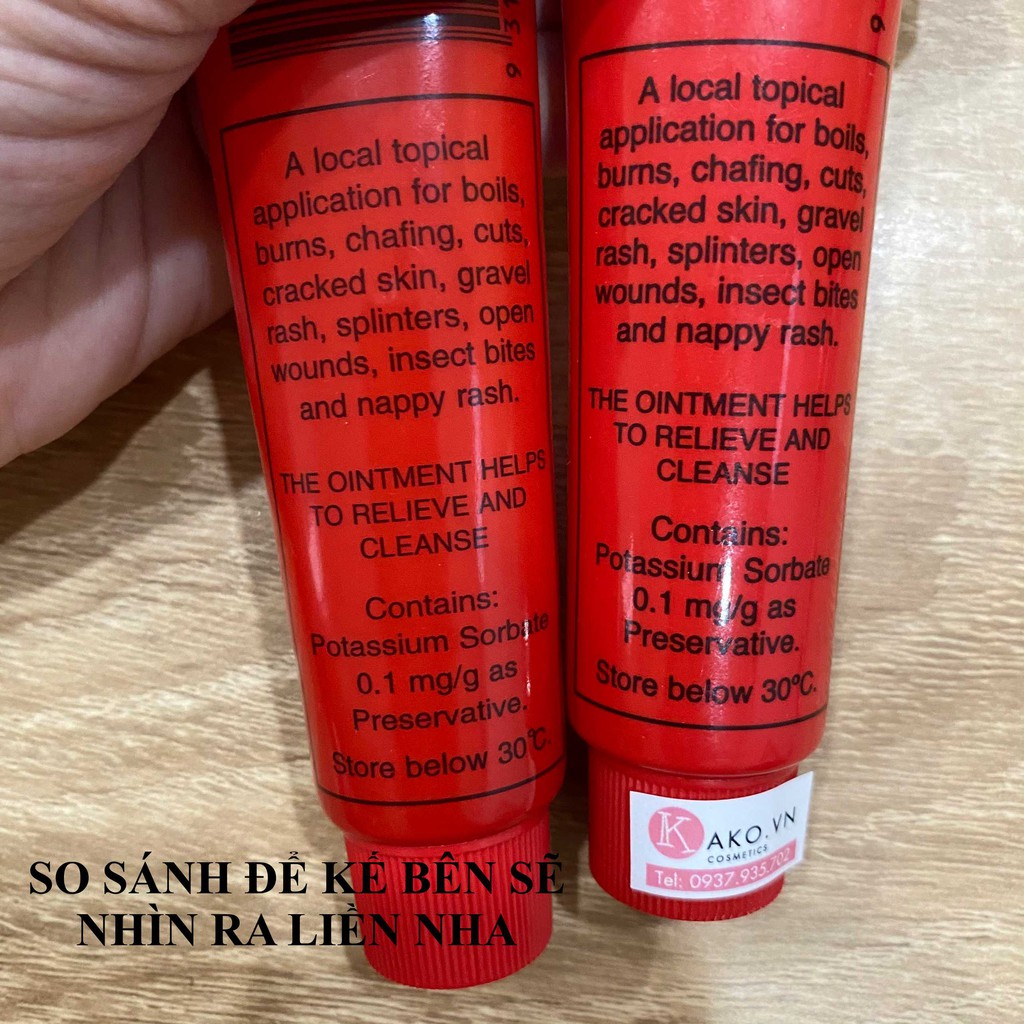 9 31
A local topical
application for boils,
burns, chafing, cuts,
cracked skin, gravel
rash, splinters, open
wounds, insect bites
and nappy rash.
THE OINTMENT HELPS
TO RELIEVE AND
CLEANSE
Contains:
Potassium Sorbate
0.1 mg/g as
Preservative.
Store below 30°C.
A local topical
application for boils,
burns, chafing, cuts,
cracked skin, gravel
rash, splinters, open
wounds, insect bites
and nappy rash.
THE OINTMENT HELPS
TO RELIEVE AND
CLEANSE
Contains:
Potassium Sorbate
0.1 mg/g as
Preservative.
Store below 30°C.
KAKO.VN
COSMETICS
Tel: 0937.935.702
SO SÁNH ĐỂ KẾ BÊN SẼ
NHÌN RA LIỀN NHA